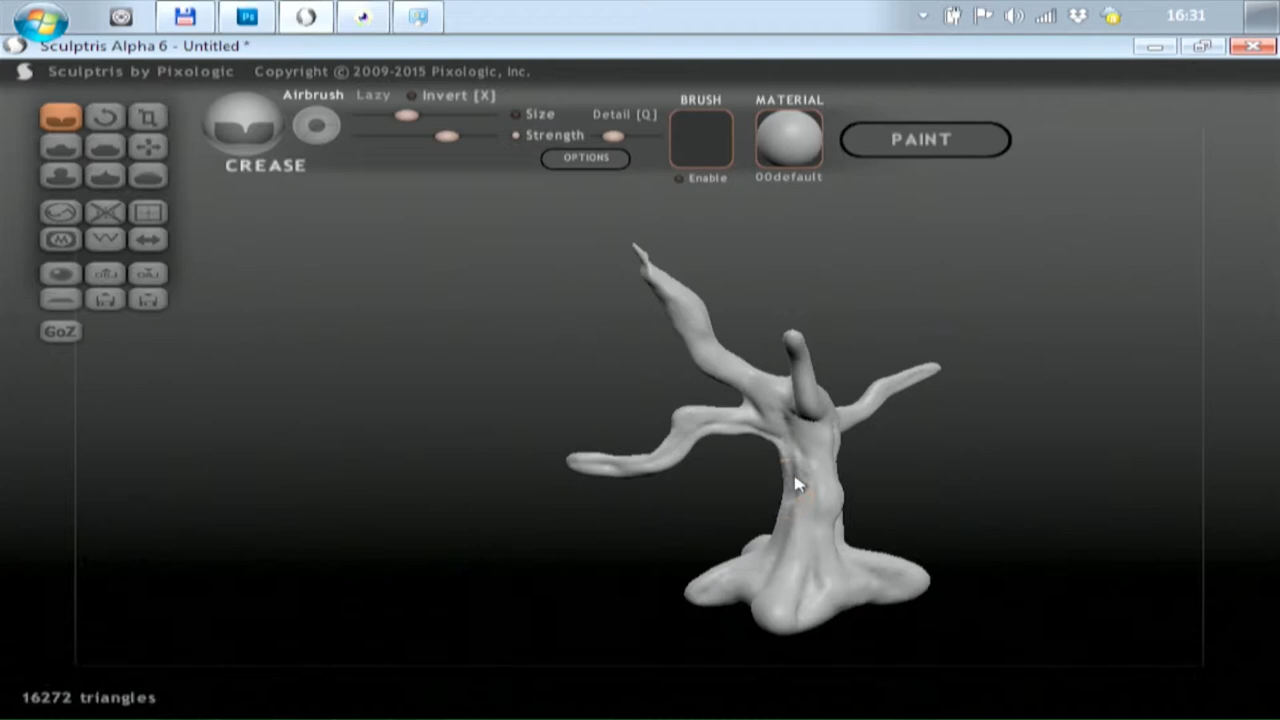 Ps
16:31
Sculptris Alpha 6 - Untitled *
Sculptris by Pixologic Copyright © 2009-2015 Pixologic, Inc.
Airbrush Lazy Invert [X]
BRUSH
MATERIAL
Size
Detail [Q]
Strength
PAINT
OPTIONS
CREASE
Enable
00default
GoZ
16272 triangles